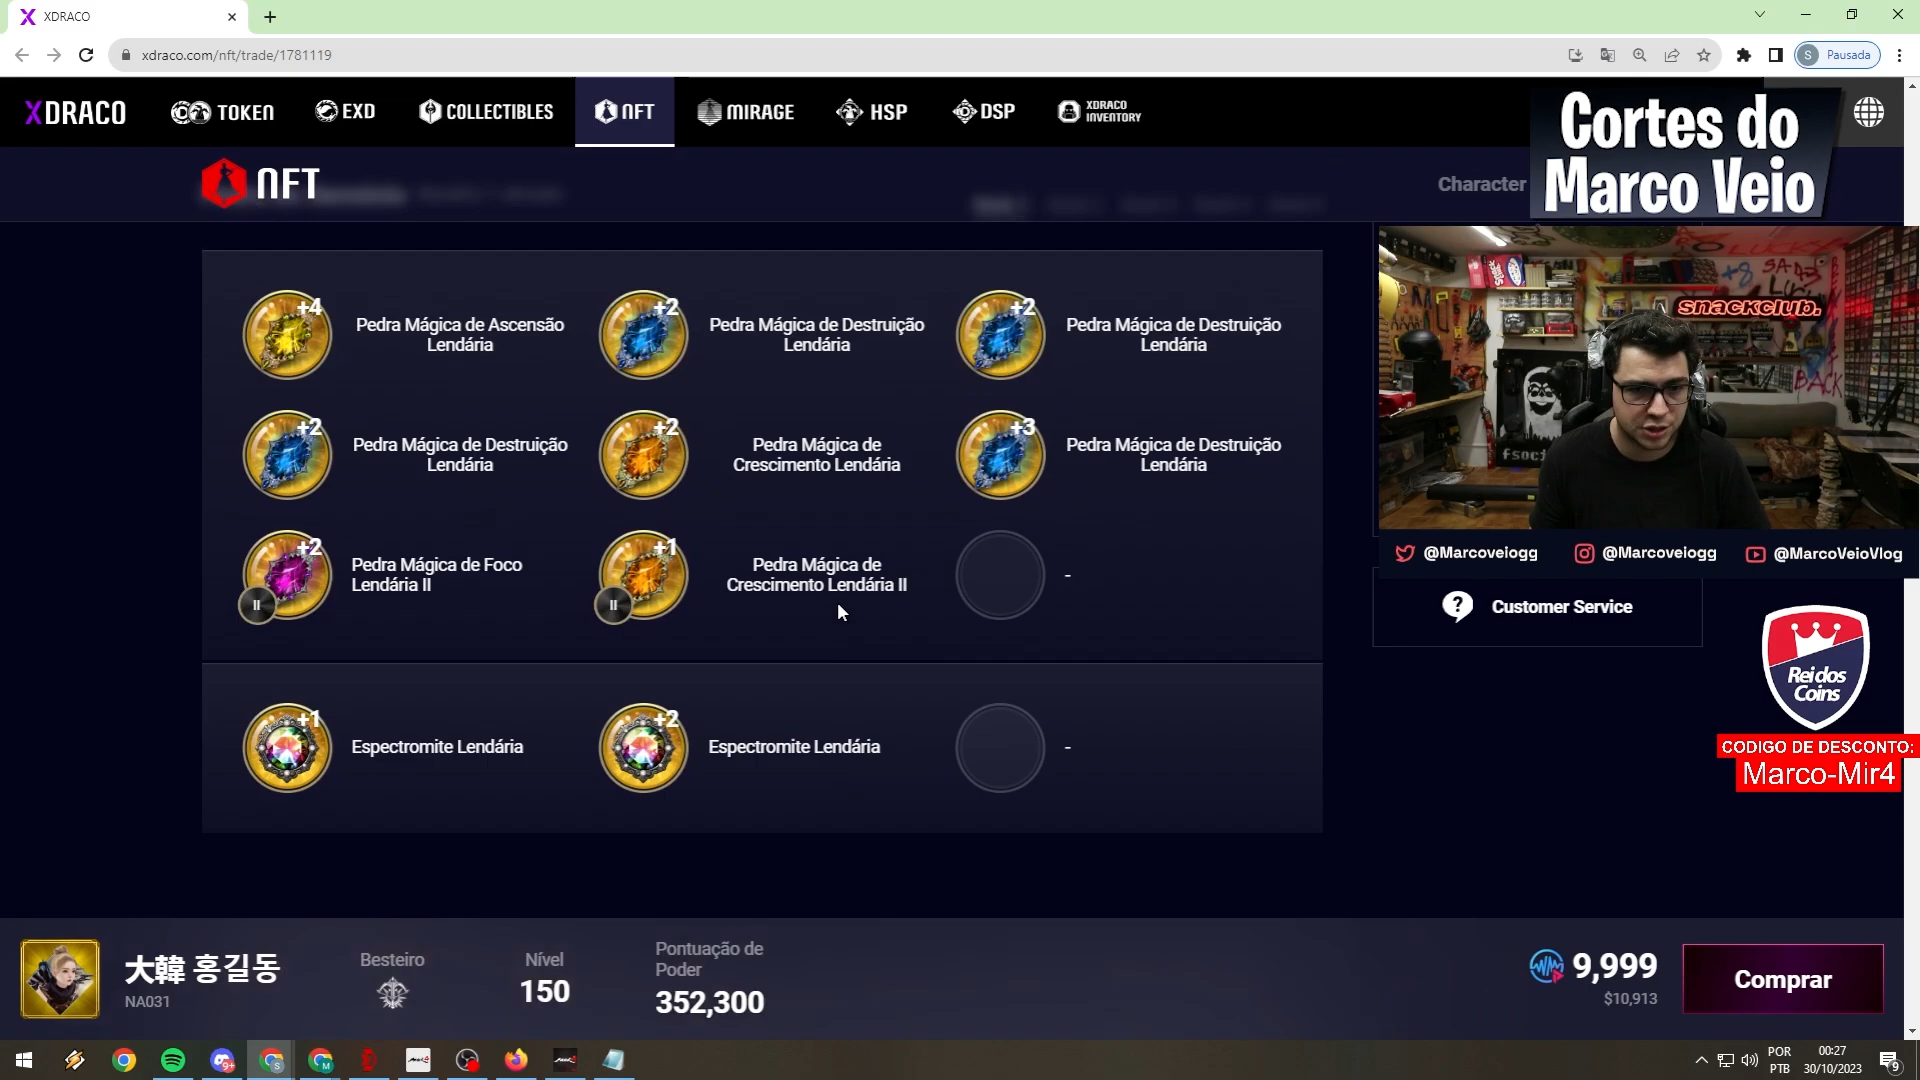 XDRACO
xdraco.com/nft/trade/1781119
S Pausada
XDRACO TOKEN EXD COLLECTIBLES NFT MIRAGE HSP DSP XDRACO INVENTORY
Cortes do
Marco Veio
NFT
Character
+4 Pedra Mágica de Ascensão
Lendária
+2 Pedra Mágica de Destruição
Lendária
+2 Pedra Mágica de Destruição
Lendária
+2 Pedra Mágica de Destruição
Lendária
+2 Pedra Mágica de
Crescimento Lendária
+3 Pedra Mágica de Destruição
Lendária
+2 Pedra Mágica de Foco
Lendária II
II
+1 Pedra Mágica de
Crescimento Lendária II
II
-
+1 Espectromite Lendária
+2 Espectromite Lendária
-
snackclub.
fsoci
BACK
@Marcoveiogg @Marcoveiogg @MarcoVeioVlog
? Customer Service
Rei dos
Coins
CODIGO DE DESCONTO:
Marco-Mir4
大韓 홍길동
NA031
Besteiro
Nível
150
Pontuação de
Poder
352,300
9,999
$10,913
Comprar
9+
S
M
POR
PTB
00:27
30/10/2023
9